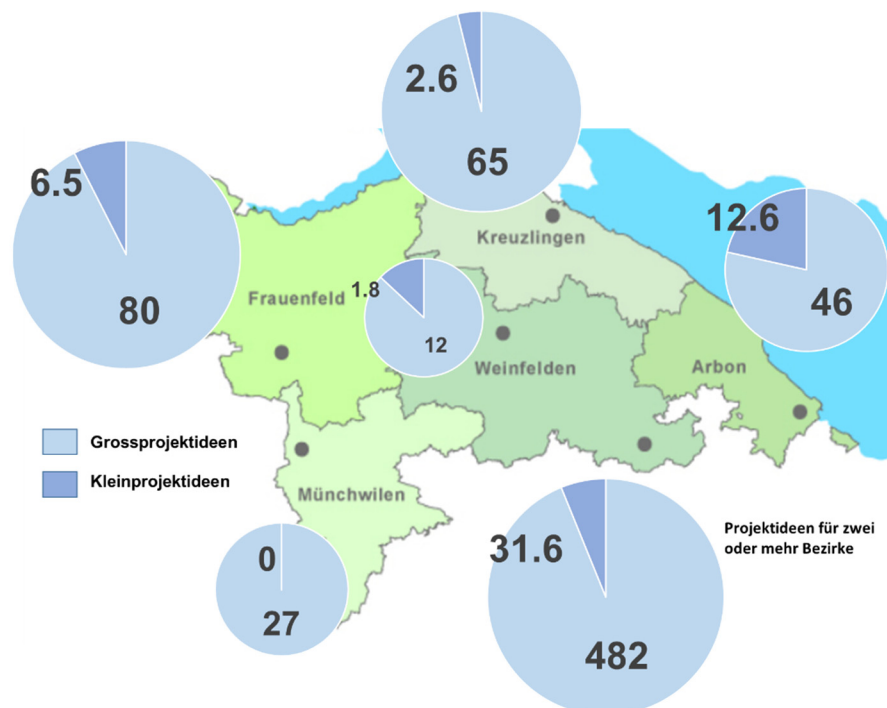 2.6
65
6.5
80
12.6
46
Kreuzlingen
Frauenfeld
1.8
12
Weinfelden
Arbon
Grossprojektideen
Kleinprojektideen
Münchwilen
0
27
31.6
482
Projektideen für zwei
oder mehr Bezirke